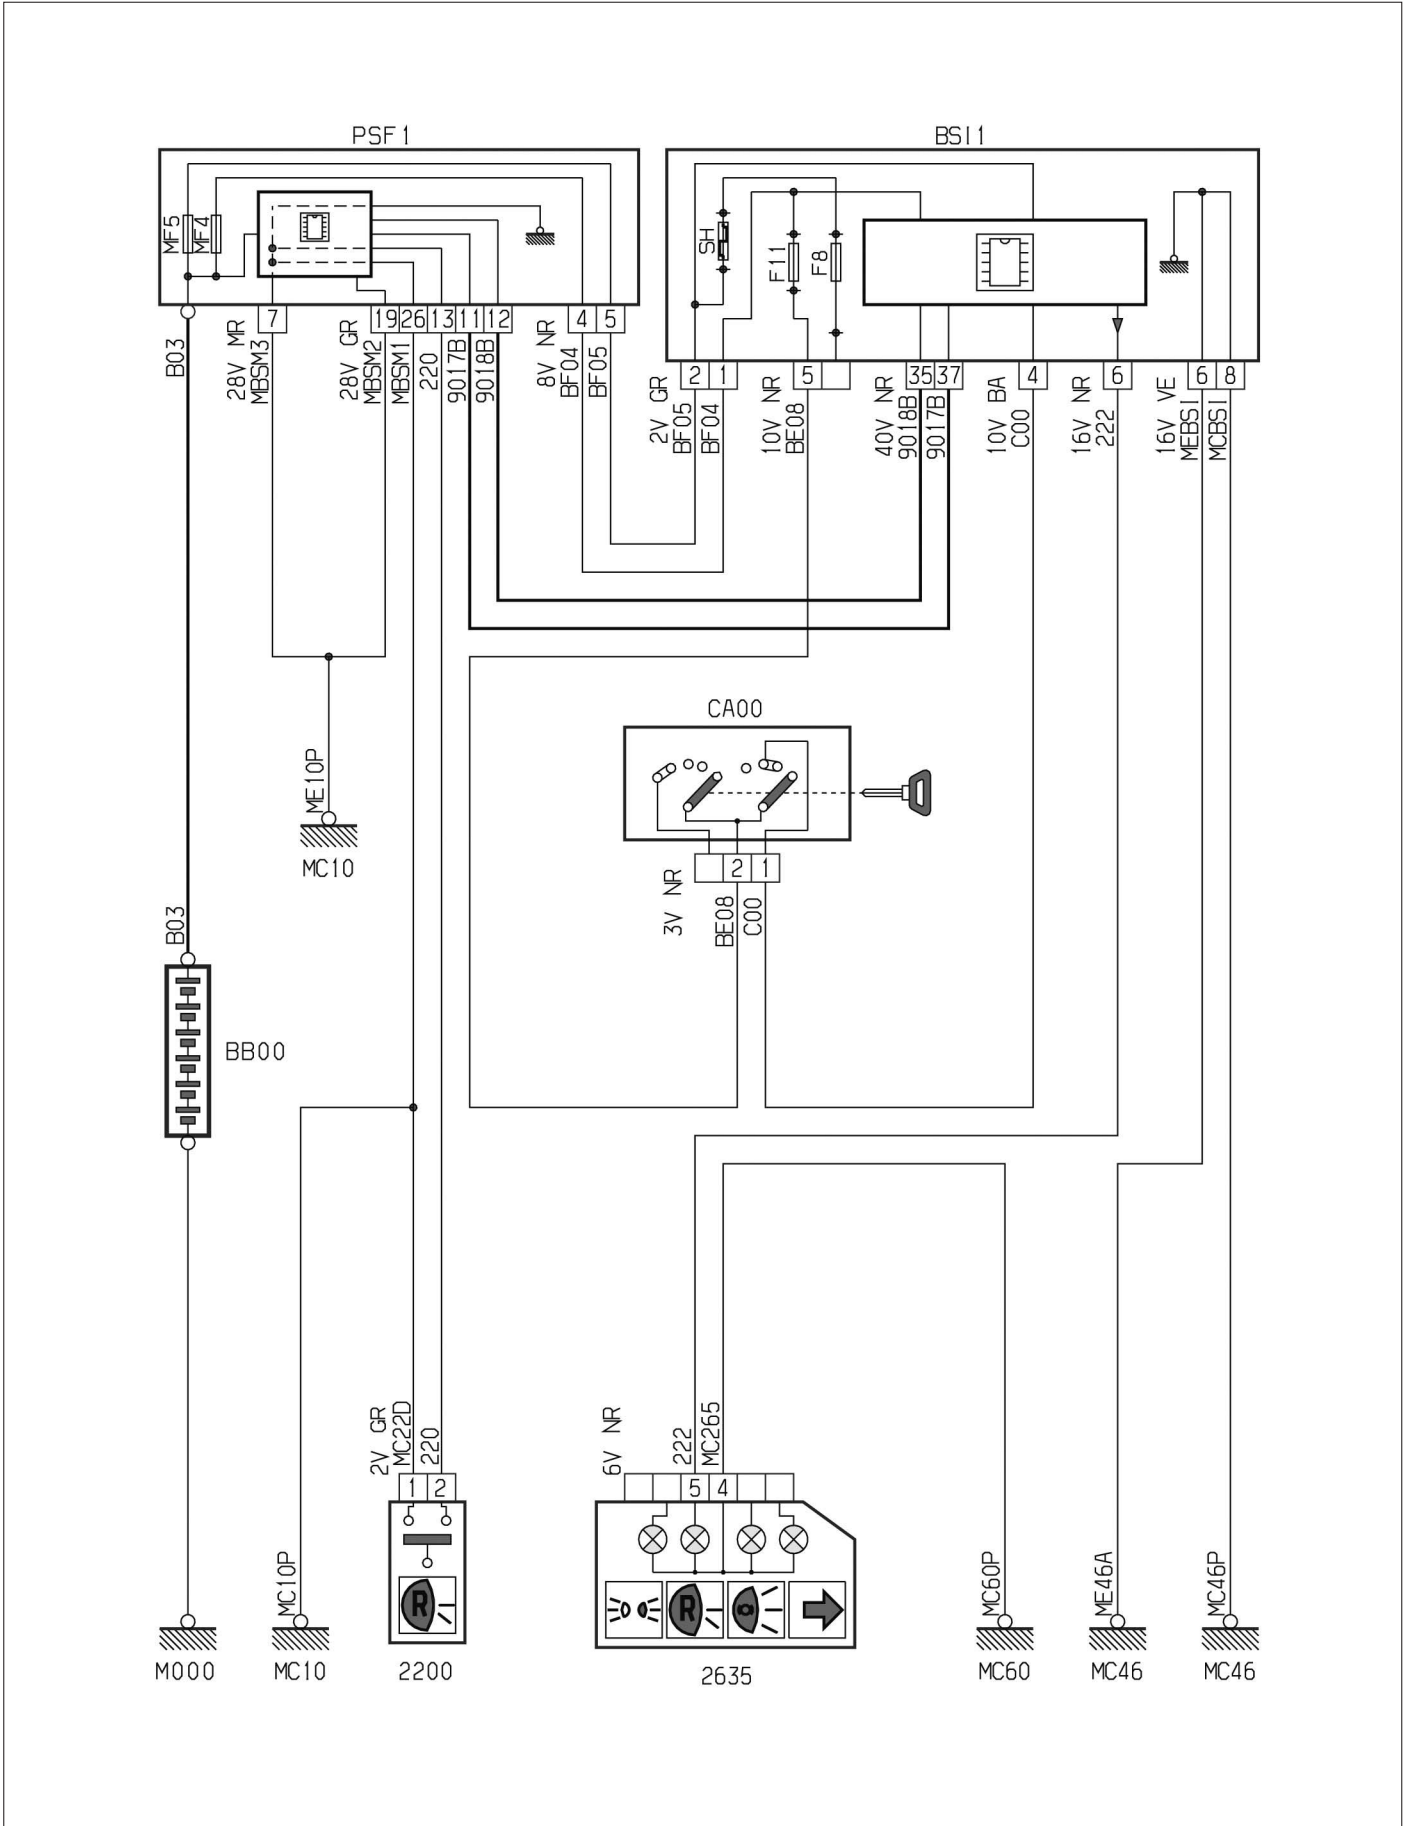 PSF1
BSI1
MF5
MF4
SH
F11
F8
7
19
26
13
11
12
4
5
2
1
5
35
37
4
6
6
8
B03
28V MR
MBSM3
28V GR
MBSM2
MBSM1
220
9017B
9018B
8V NR
BF04
BF05
2V GR
BF05
BF04
10V NR
BE08
40V NR
9018B
9017B
10V BA
C00
16V NR
222
16V VE
MEBSI
MCBSI
CA00
ME10P
MC10
2
1
3V NR
BE08
C00
B03
BB00
2V GR
MC22D
220
6V NR
222
MC265
1
2
5
4
R
R
MC10P
MC60P
ME46A
MC46P
M000
MC10
2200
2635
MC60
MC46
MC46